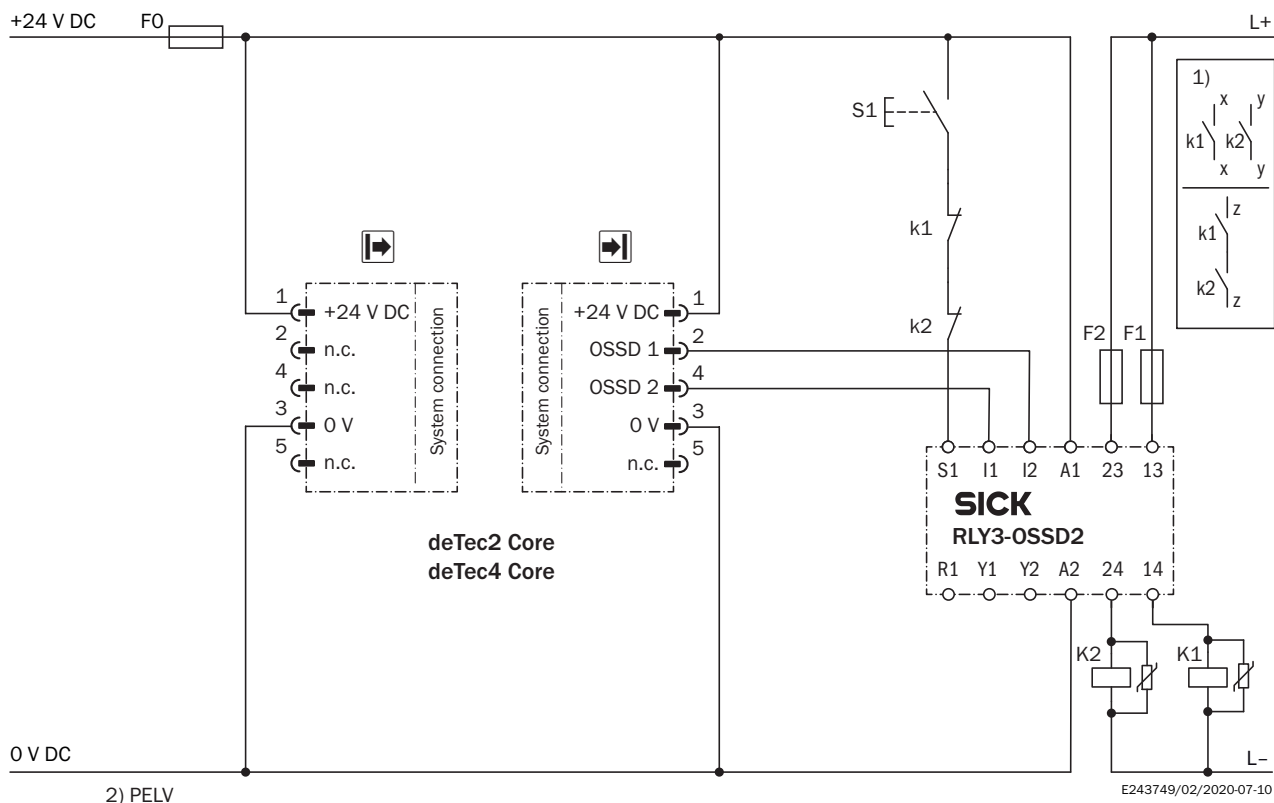 +24 V DC F0 L+
1)
x y
k1 k2
x y
z
k1
k2
z
S1
k1
k2
F2 F1
1 +24 V DC
2 n.c.
4 n.c.
3 0 V
5 n.c.
System connection
System connection
+24 V DC 1
OSSD 1 2
OSSD 2 4
0 V 3
n.c. 5
deTec2 Core
deTec4 Core
S1 I1 I2 A1 23 13
SICK
RLY3-OSSD2
R1 Y1 Y2 A2 24 14
K2 K1
0 V DC L–
2) PELV
E243749/02/2020-07-10